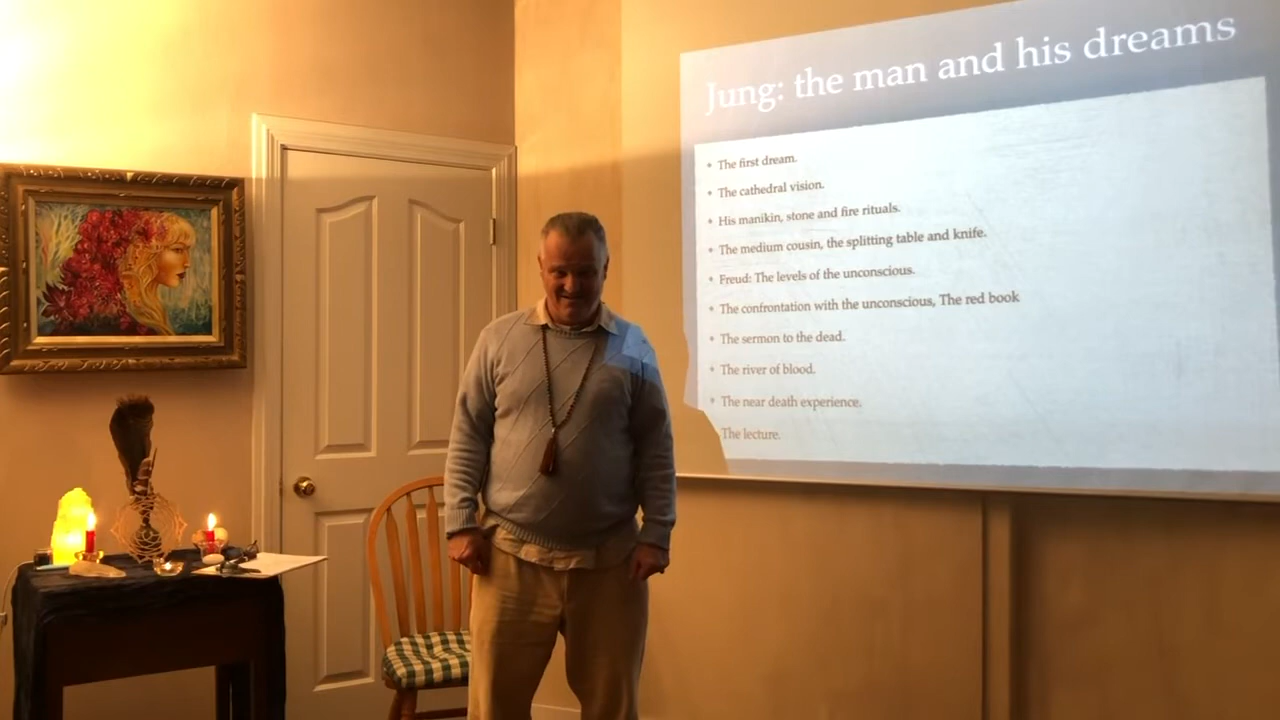 Jung: the man and his dreams
• The first dream.
• The cathedral vision.
• His manikin, stone and fire rituals.
• The medium cousin, the splitting table and knife.
• Freud: The levels of the unconscious.
• The confrontation with the unconscious, The red book
• The sermon to the dead.
• The river of blood.
• The near death experience.
The lecture.